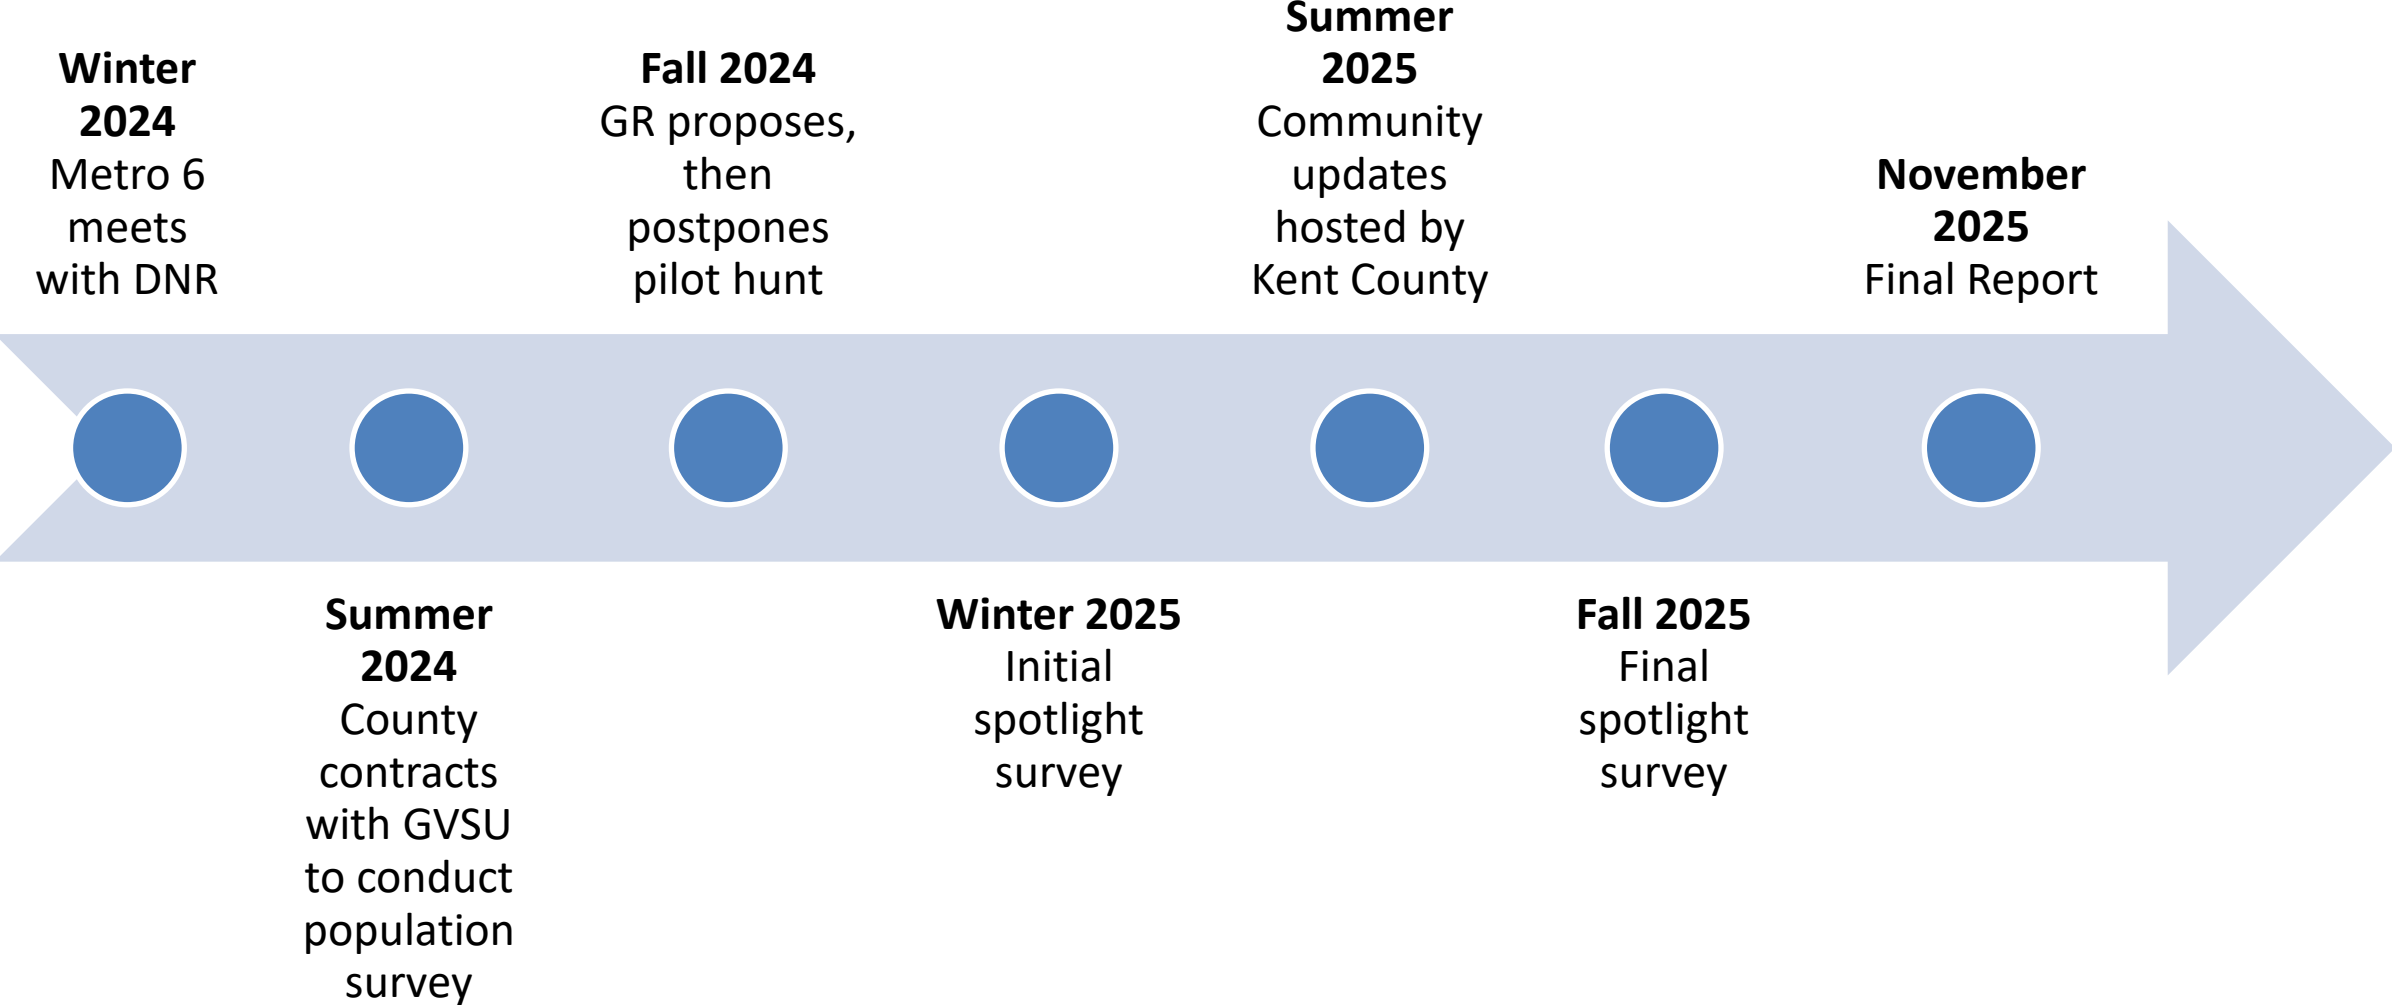 Winter
2024
Metro 6
meets
with DNR
Summer
2024
County
contracts
with GVSU
to conduct
population
survey
Fall 2024
GR proposes,
then
postpones
pilot hunt
Winter 2025
Initial
spotlight
survey
Summer
2025
Community
updates
hosted by
Kent County
Fall 2025
Final
spotlight
survey
November
2025
Final Report